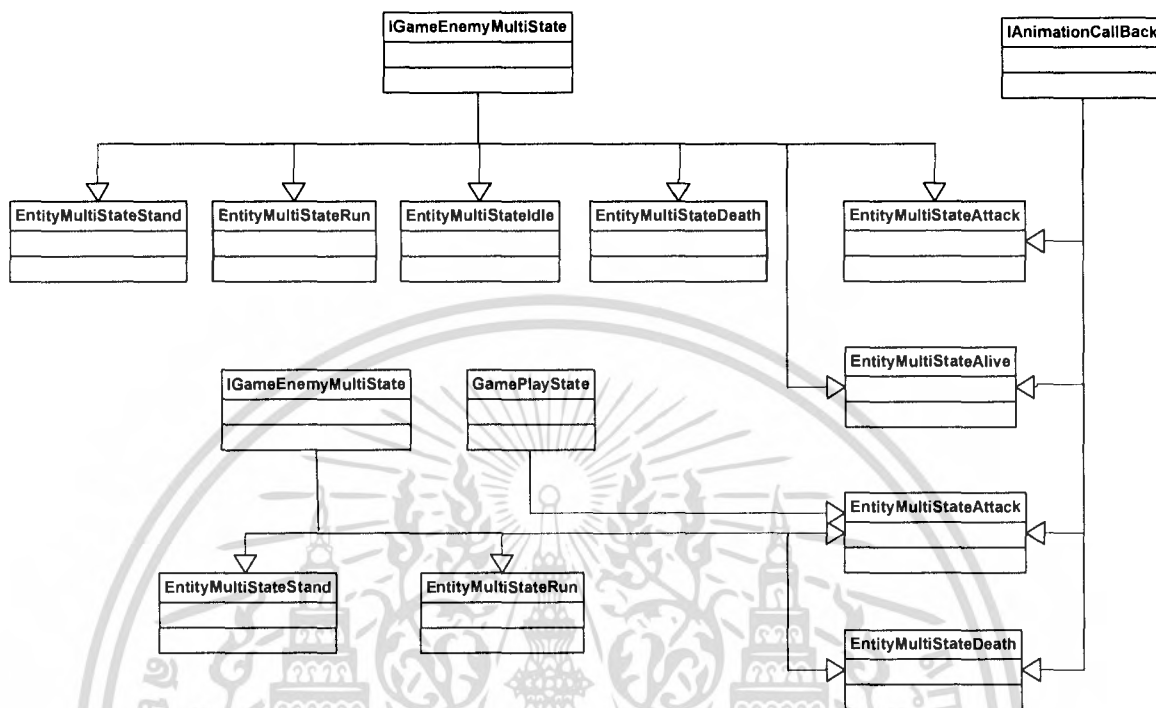 IGameEnemyMultiState
IAnimationCallBack
EntityMultiStateStand
EntityMultiStateRun
EntityMultiStateIdle
EntityMultiStateDeath
EntityMultiStateAttack
EntityMultiStateAlive
IGameEnemyMultiState
GamePlayState
EntityMultiStateAttack
EntityMultiStateStand
EntityMultiStateRun
EntityMultiStateDeath